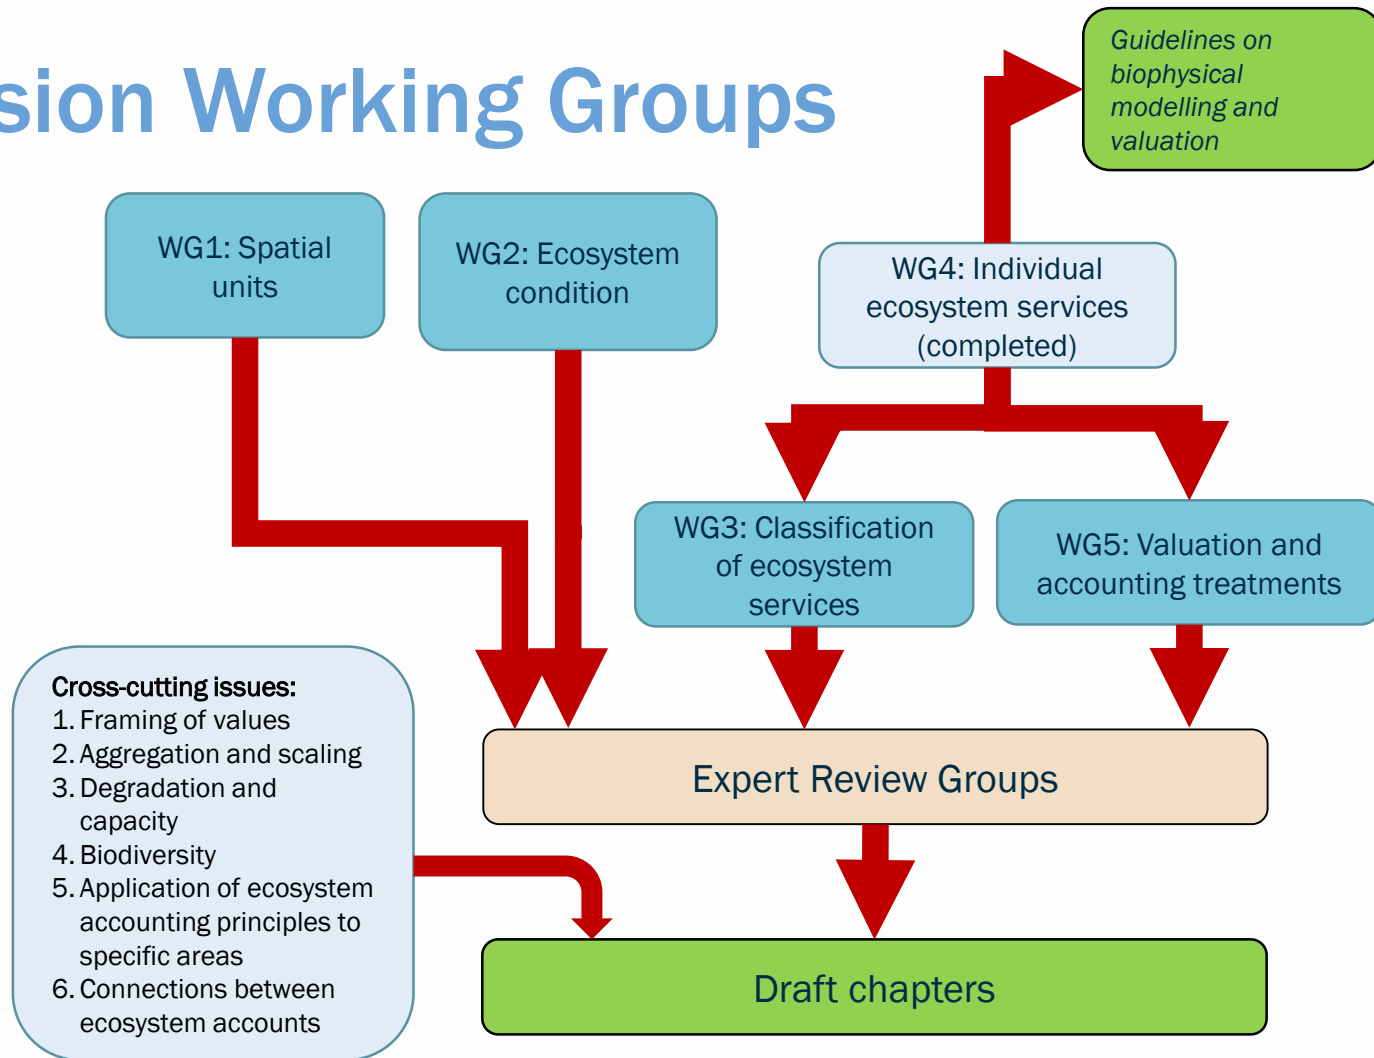 sion Working Groups
Guidelines on
biophysical
modelling and
valuation
WG1: Spatial
units
WG2: Ecosystem
condition
WG4: Individual
ecosystem services
(completed)
WG3: Classification
of ecosystem
services
WG5: Valuation and
accounting treatments
Cross-cutting issues:
1. Framing of values
2. Aggregation and scaling
3. Degradation and
capacity
4. Biodiversity
5. Application of ecosystem
accounting principles to
specific areas
6. Connections between
ecosystem accounts
Expert Review Groups
Draft chapters